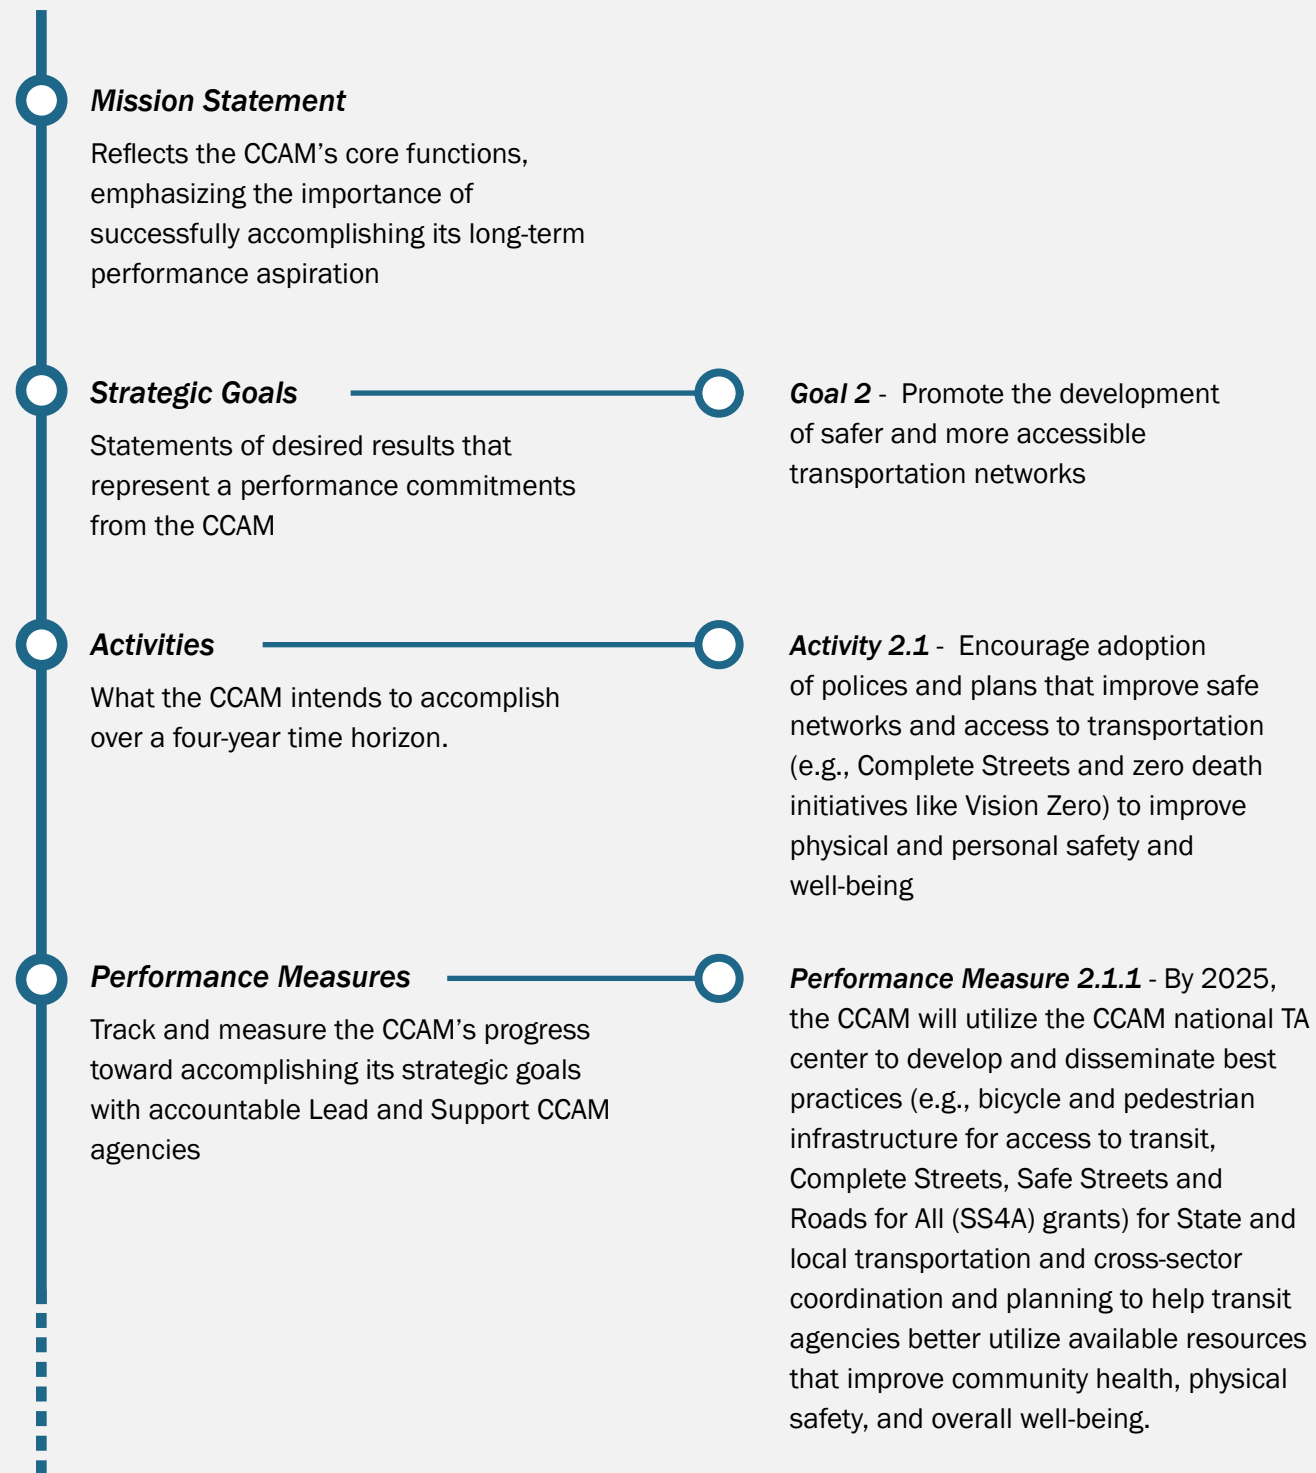 Mission Statement
Reflects the CCAM’s core functions,
emphasizing the importance of
successfully accomplishing its long-term
performance aspiration
Strategic Goals
Statements of desired results that
represent a performance commitments
from the CCAM
Goal 2 - Promote the development
of safer and more accessible
transportation networks
Activities
What the CCAM intends to accomplish
over a four-year time horizon.
Activity 2.1 - Encourage adoption
of polices and plans that improve safe
networks and access to transportation
(e.g., Complete Streets and zero death
initiatives like Vision Zero) to improve
physical and personal safety and
well-being
Performance Measures
Track and measure the CCAM’s progress
toward accomplishing its strategic goals
with accountable Lead and Support CCAM
agencies
Performance Measure 2.1.1 - By 2025,
the CCAM will utilize the CCAM national TA
center to develop and disseminate best
practices (e.g., bicycle and pedestrian
infrastructure for access to transit,
Complete Streets, Safe Streets and
Roads for All (SS4A) grants) for State and
local transportation and cross-sector
coordination and planning to help transit
agencies better utilize available resources
that improve community health, physical
safety, and overall well-being.